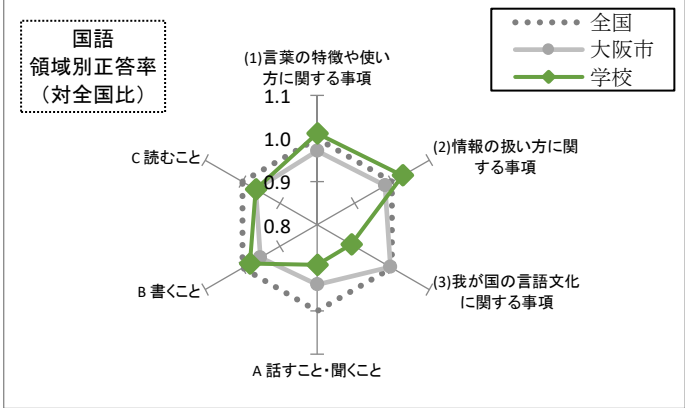 国語
領域別正答率
（対全国比）
全国
大阪市
学校
(1)言葉の特徴や使い
方に関する事項
1.1
1.0
0.9
0.8
(2)情報の扱い方に関
する事項
(3)我が国の言語文化
に関する事項
A 話すこと・聞くこと
B 書くこと
C 読むこと